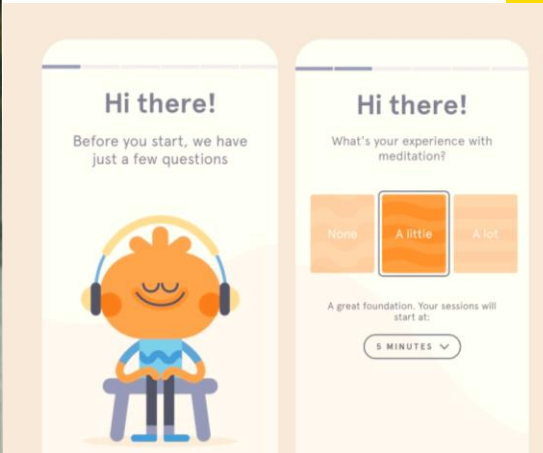 Hi there!
Before you start, we have
just a few questions
Hi there!
What's your experience with
meditation?
None
A little
A lot
A great foundation. Your sessions will
start at:
5 MINUTES